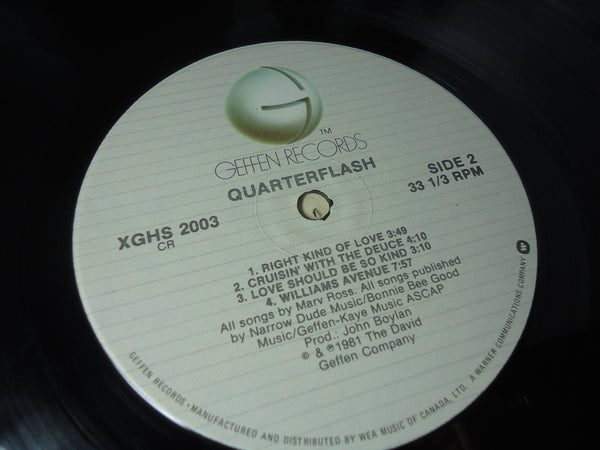 TM
GEFFEN RECORDS
QUARTERFLASH
XGHS 2003
CR
SIDE 2
33 1/3 RPM
1. RIGHT KIND OF LOVE 3:49
2. CRUISIN' WITH THE DEUCE 4:10
3. LOVE SHOULD BE SO KIND 3:10
4. WILLIAMS AVENUE 7:57
All songs by Marv Ross. All songs published
by Narrow Dude Music/Bonnie Bee Good
Music/Geffen-Kaye Music ASCAP
Prod.: John Boylan
© & ℗1981 The David
Geffen Company
GEFFEN RECORDS • MANUFACTURED AND DISTRIBUTED BY WEA MUSIC OF CANADA, LTD. A WARNER COMMUNICATIONS COMPANY